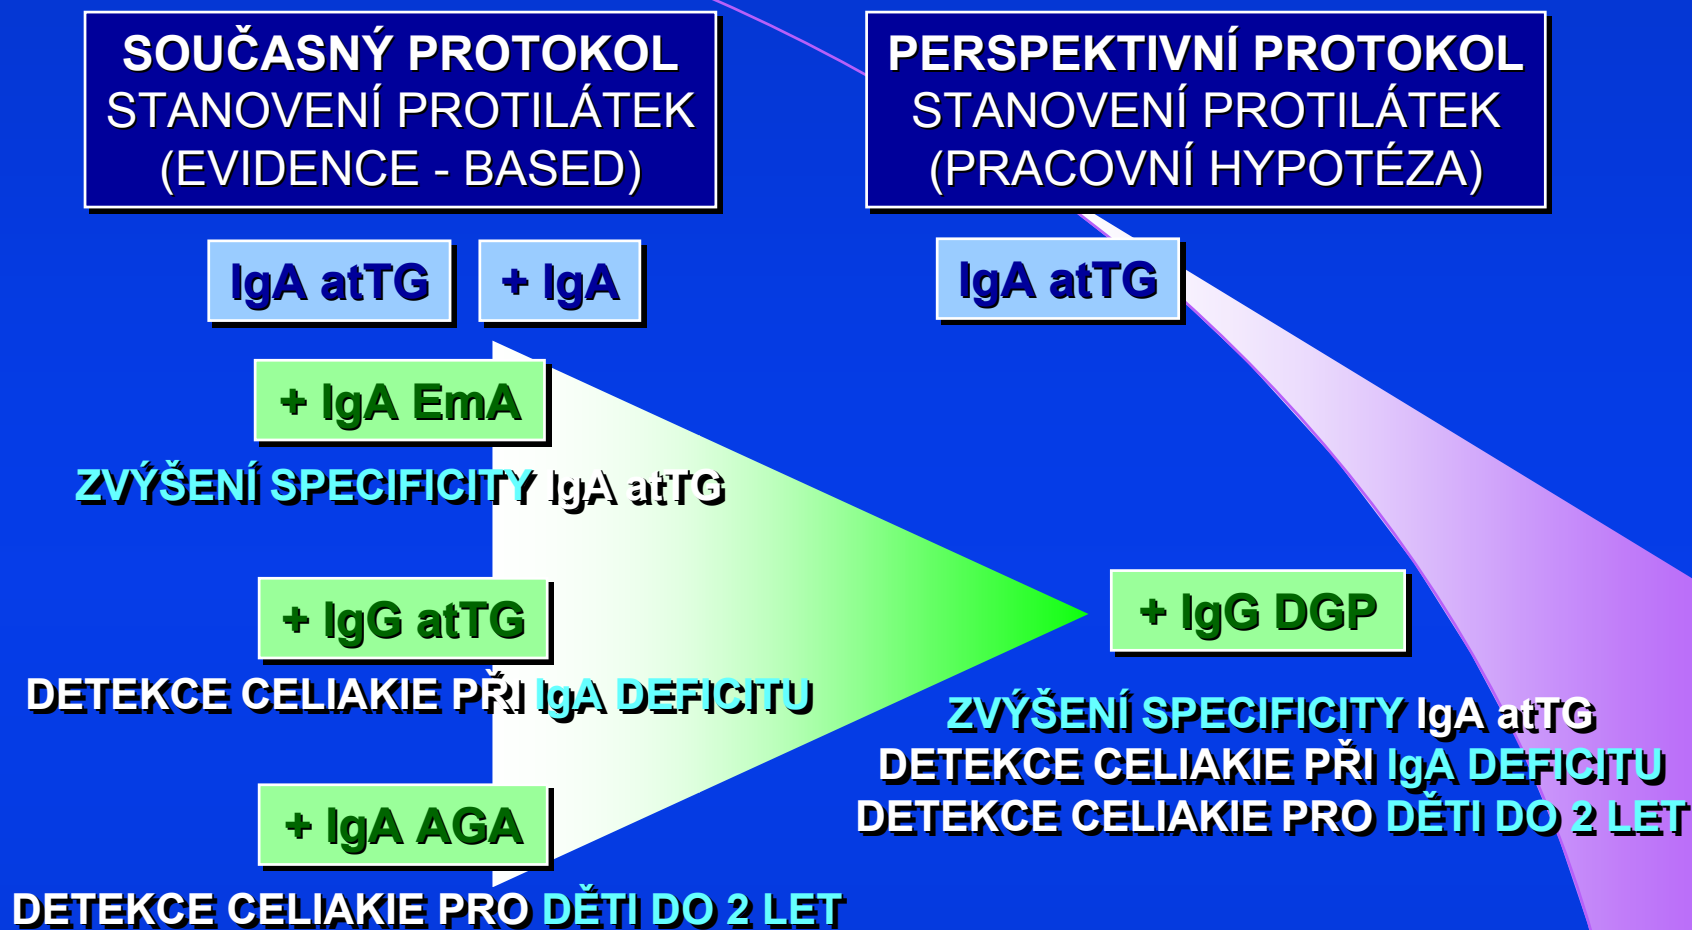 SOUČASNÝ PROTOKOL
STANOVENÍ PROTILÁTEK
(EVIDENCE - BASED)
IgA atTG
+ IgA
+ IgA EmA
ZVÝŠENÍ SPECIFICITY IgA atTG
+ IgG atTG
DETEKCE CELIAKIE PŘI IgA DEFICITU
+ IgA AGA
DETEKCE CELIAKIE PRO DĚTI DO 2 LET
PERSPEKTIVNÍ PROTOKOL
STANOVENÍ PROTILÁTEK
(PRACOVNÍ HYPOTÉZA)
IgA atTG
+ IgG DGP
ZVÝŠENÍ SPECIFICITY IgA atTG
DETEKCE CELIAKIE PŘI IgA DEFICITU
DETEKCE CELIAKIE PRO DĚTI DO 2 LET